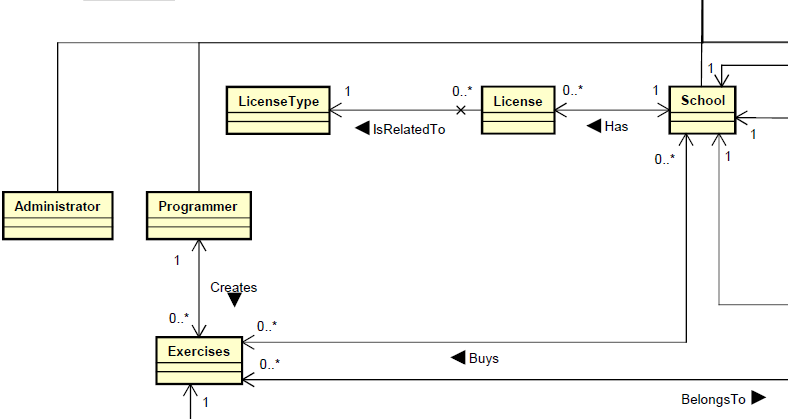 1
LicenseType
1
0..*
License
0..*
1
School
IsRelatedTo
Has
1
0..*
1
Administrator
Programmer
1
Creates
0..*
0..*
Exercises
0..*
Buys
1
BelongsTo